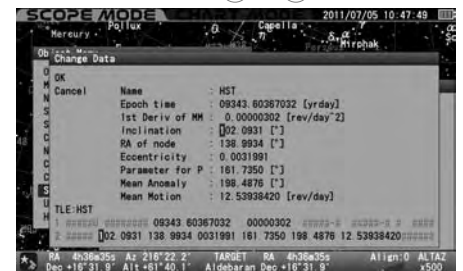 SCOPE MODE 2011/07/05 10:47:49
Mercury Pollux α Capella
η Mirphak
Change Data
OK
Cancel
Name : HST
Epoch time : 09343.60367032 [yrday]
1st Deriv of MM : 0.00000302 [rev/day^2]
Inclination : 02.0931 [°]
RA of node : 138.9934 [°]
Eccentricity : 0.0031991
Parameter for P : 161.7350 [°]
Mean Anomaly : 198.4876 [°]
Mean Motion : 12.53938420 [rev/day]
TLE:HST
1 ##### 09343 60367032 00000302
2 ##### 02 0931 138 9934 0031991 161 7350 198 4876 12 53938420
RA 4h36m35s Az 216°22.2' TARGET RA 4h36m35s Align:0 ALTAZ
Dec +16°31.9' Alt +61°40.1' Aldebaran Dec +16°31.9' x500